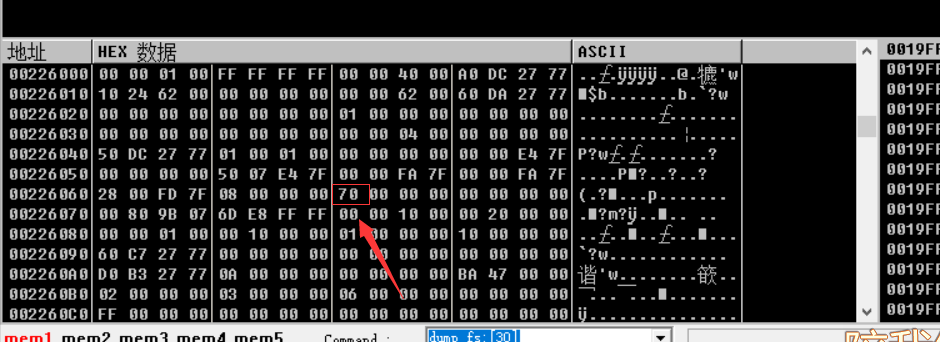 地址 HEX 数据 ASCII 0019FF
00226000 00 00 01 00 FF FF FF FF 00 00 40 00 A0 DC 27 77 0019FF
00226010 10 24 62 00 00 00 00 00 00 00 62 00 60 DA 27 77 0019FF
00226020 00 00 00 00 00 00 00 00 01 00 00 00 00 00 00 00 0019FF
00226030 00 00 00 00 00 00 00 00 00 00 04 00 00 00 00 00 0019FF
00226040 50 DC 27 77 01 00 01 00 00 00 00 00 00 00 E4 7F 0019FF
00226050 00 00 00 00 50 07 E4 7F 00 00 FA 7F 00 00 FA 7F 0019FF
00226060 28 00 FD 7F 08 00 00 00 70 00 00 00 00 00 00 00 0019FF
00226070 00 80 9B 07 6D E8 FF FF 00 00 10 00 00 20 00 00 0019FF
00226080 00 00 01 00 00 10 00 00 01 00 00 00 10 00 00 00 0019FF
00226090 60 C7 27 77 00 00 00 00 00 00 00 00 00 00 00 00 0019FF
002260A0 D0 B3 27 77 0A 00 00 00 00 00 00 00 BA 47 00 00 0019FF
002260B0 02 00 00 00 03 00 00 00 06 00 00 00 00 00 00 00 0019FF
002260C0 FF 00 00 00 00 00 00 00 00 00 00 00 00 00 00 00 0019FF
mem1 mem2 mem3 mem4 mem5 Command : dump fs:[30]